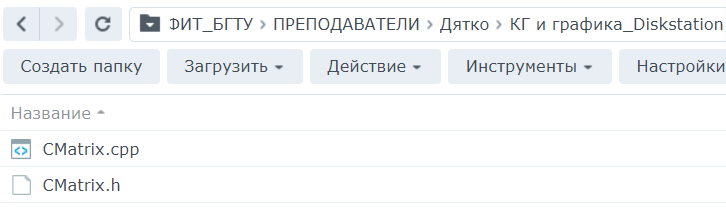 ФИТ_БГТУ > ПРЕПОДАВАТЕЛИ > Дятко > КГ и графика_Diskstation
Создать папку Загрузить Действие Инструменты Настройки
Название
CMatrix.cpp
CMatrix.h